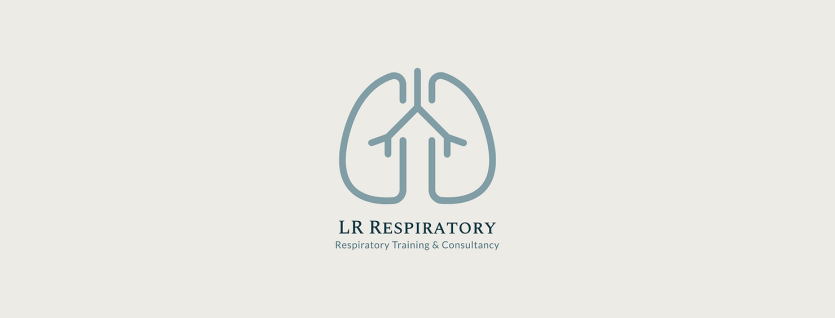 LR RESPIRATORY
Respiratory Training & Consultancy